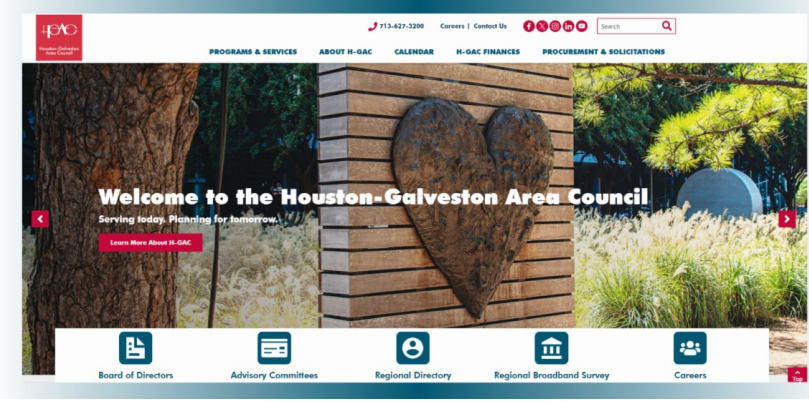 H-GAC
Houston-Galveston
Area Council
713-627-3200
Careers | Contact Us
Search
PROGRAMS & SERVICES
ABOUT H-GAC
CALENDAR
H-GAC FINANCES
PROCUREMENT & SOLICITATIONS
Welcome to the Houston-Galveston Area Council
Serving today. Planning for tomorrow.
Learn More About H-GAC
Board of Directors
Advisory Committees
Regional Directory
Regional Broadband Survey
Careers
Top